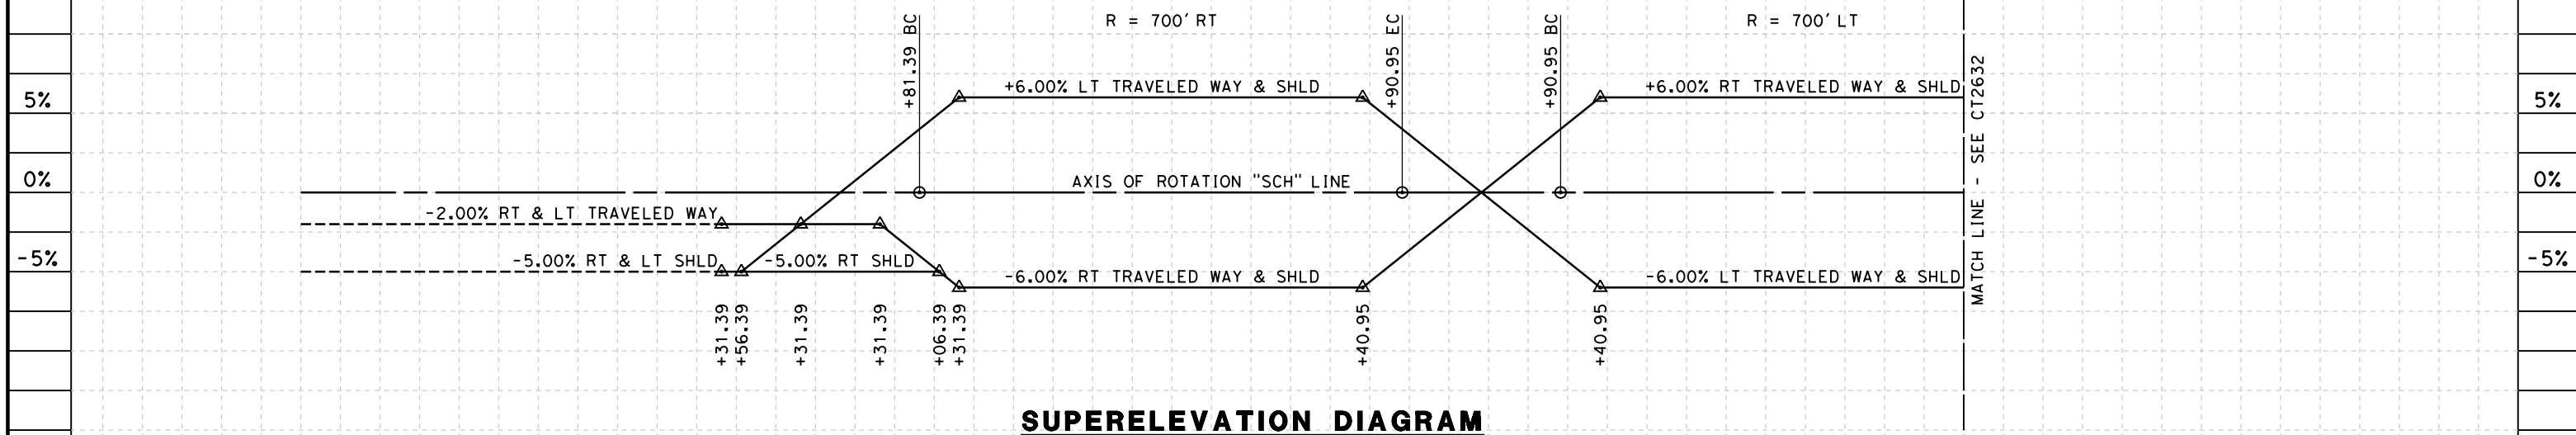 R = 700' RT
R = 700' LT
+81.39 BC
+90.95 EC
+90.95 BC
+6.00% LT TRAVELED WAY & SHLD
+6.00% RT TRAVELED WAY & SHLD
5%
5%
0%
AXIS OF ROTATION "SCH" LINE
0%
-2.00% RT & LT TRAVELED WAY
-5%
-5.00% RT & LT SHLD
-5.00% RT SHLD
-6.00% RT TRAVELED WAY & SHLD
-6.00% LT TRAVELED WAY & SHLD
-5%
MATCH LINE - SEE CT2632
+31.39
+56.39
+31.39
+31.39
+06.39
+31.39
+40.95
+40.95
SUPERELEVATION DIAGRAM